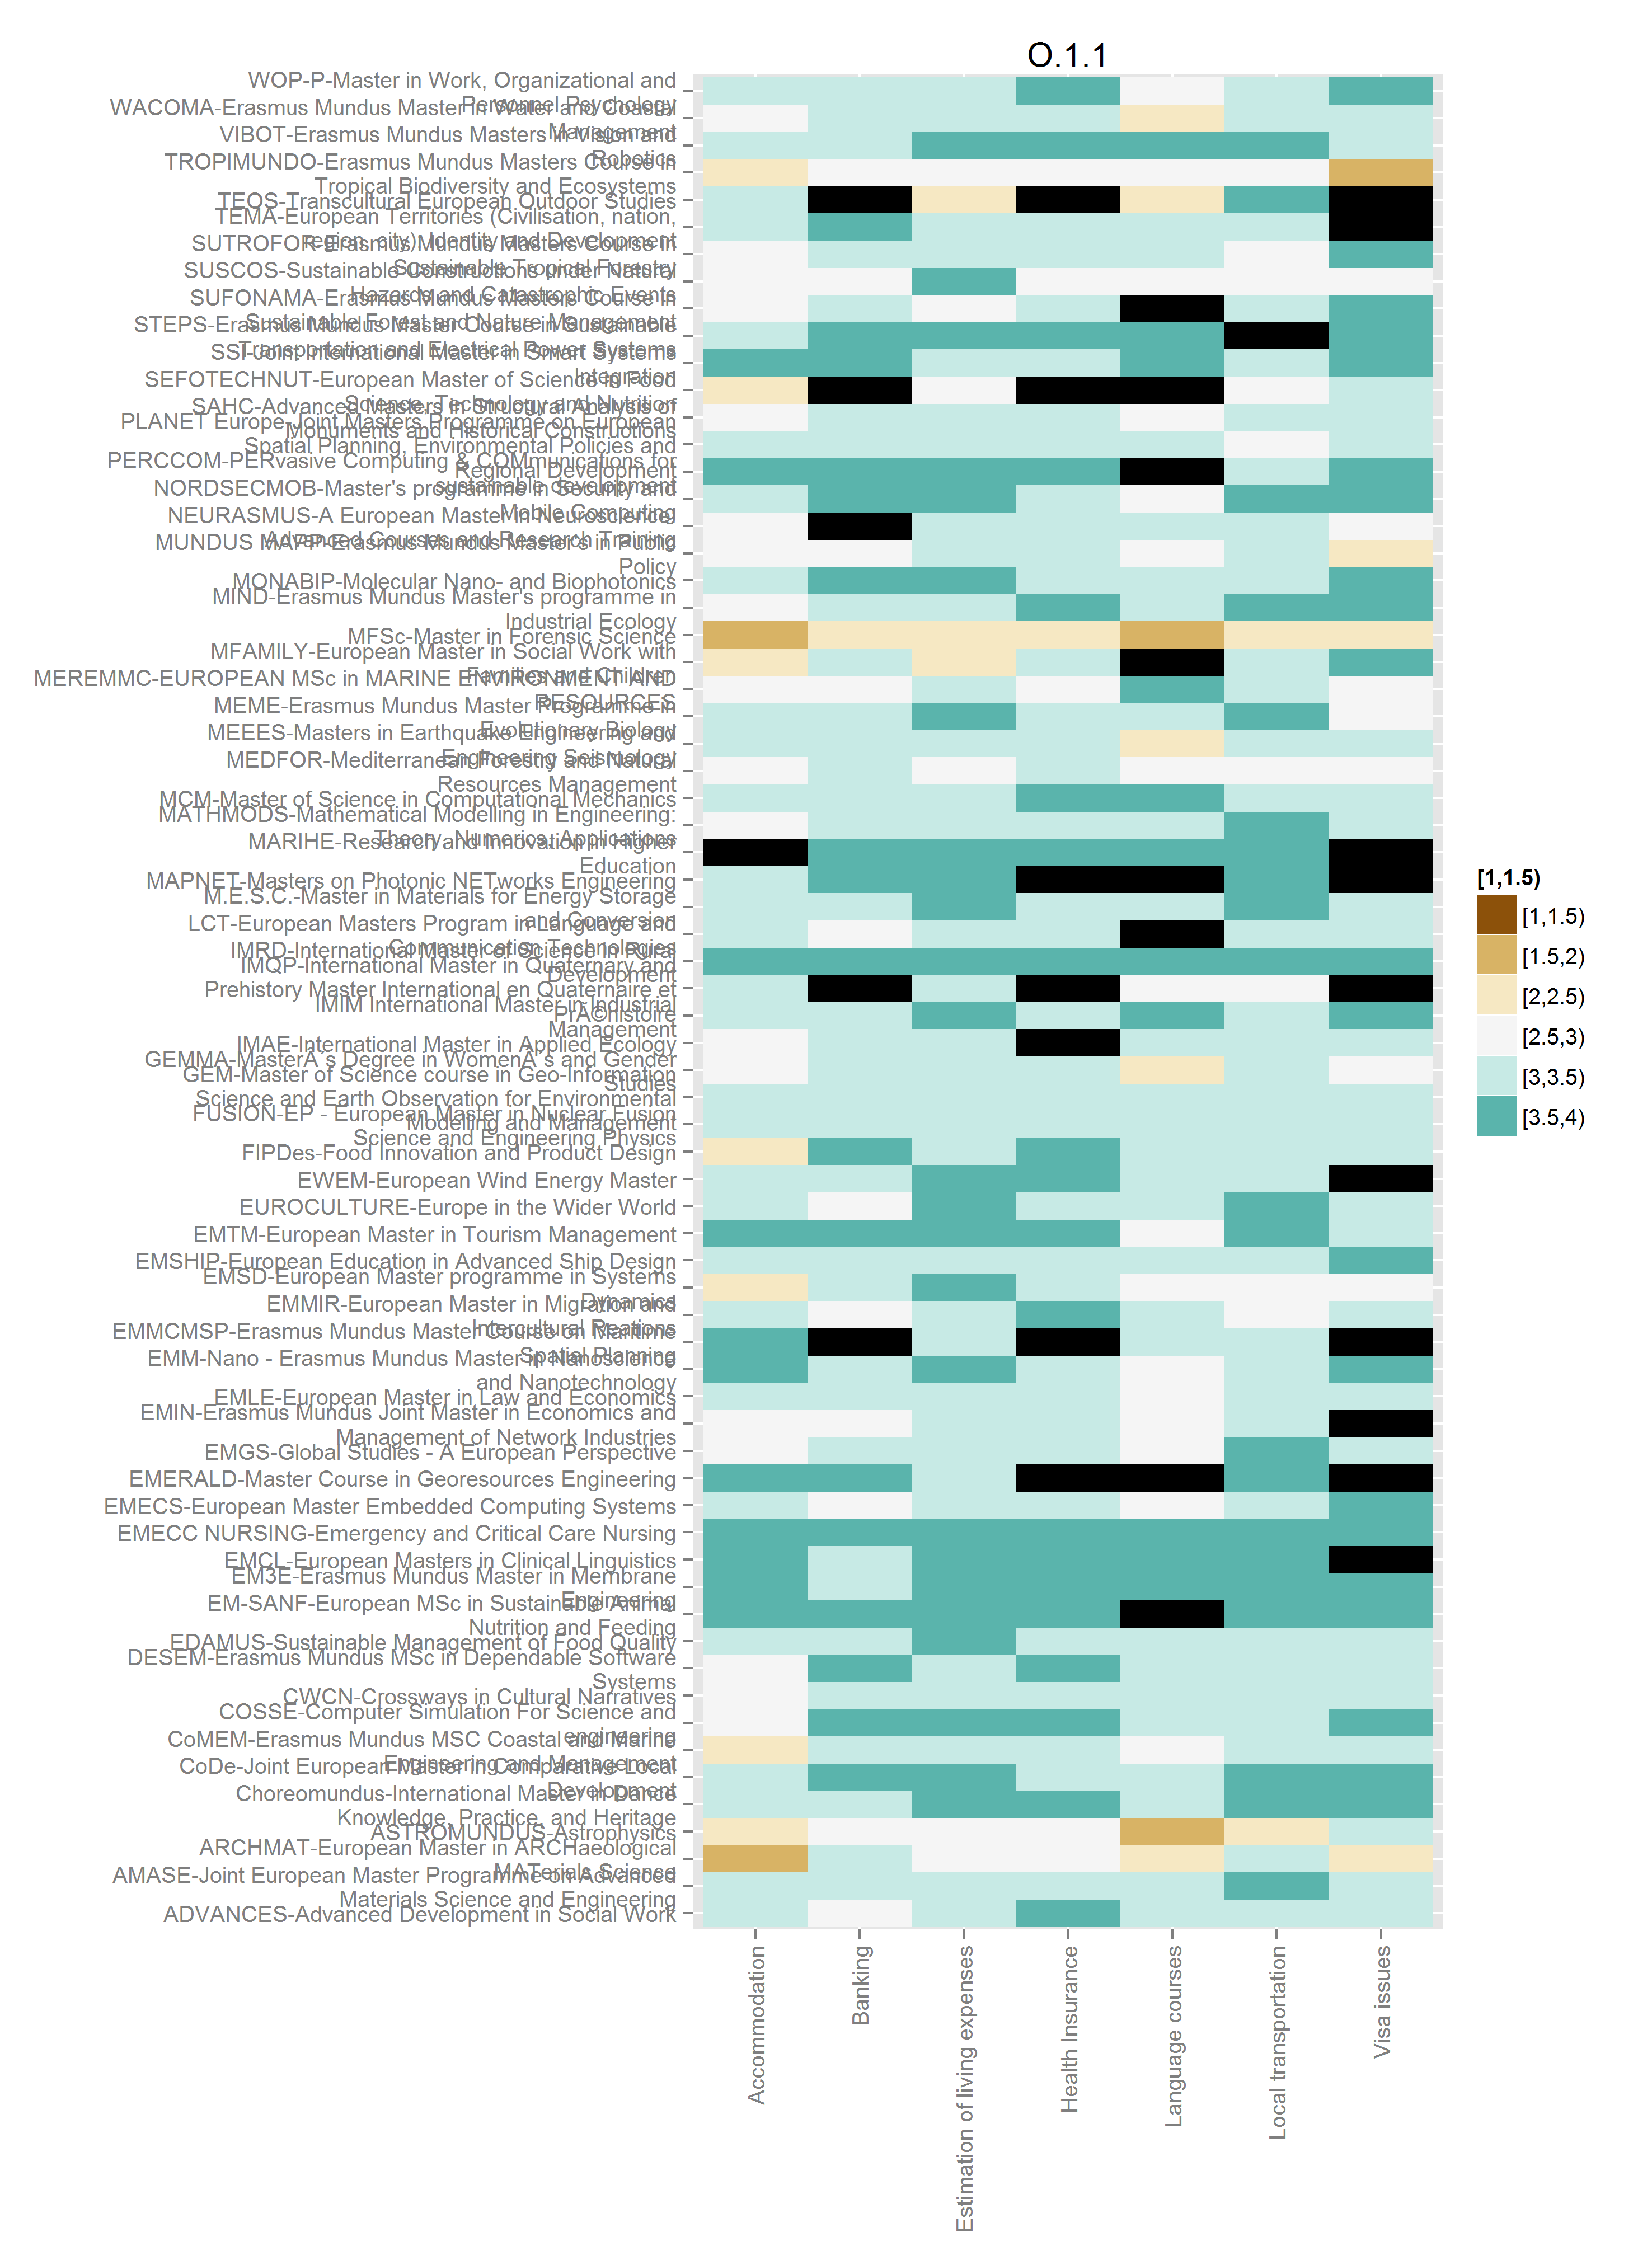 O.1.1
WOP-P-Master in Work, Organizational and
Personnel Psychology
WACOMA-Erasmus Mundus Master in Water and Coastal
Management
VIBOT-Erasmus Mundus Masters in Vision and
Robotics
TROPIMUNDO-Erasmus Mundus Masters Course in
Tropical Biodiversity and Ecosystems
TEOS-Transcultural European Outdoor Studies
TEMA-European Territories (Civilisation, nation,
region, city), Identity and Development
SUTROFOR-Erasmus Mundus Masters Course in
Sustainable Tropical Forestry
SUSCOS-Sustainable Constructions under Natural
Hazards and Catastrophic Events
SUFONAMA-Erasmus Mundus Masters Course in
Sustainable Forest and Nature Management
STEPS-Erasmus Mundus Master Course in Sustainable
Transportation and Electrical Power Systems
SSI-Joint International Master in Smart Systems
Integration
SEFOTECHNUT-European Master of Science in Food
Science, Technology and Nutrition
SAHC-Advanced Masters in Structural Analysis of
Monuments and Historical Constructions
PLANET Europe-Joint Masters Programme on European
Spatial Planning, Environmental Policies and
Regional Development
PERCCOM-PERvasive Computing & COMmunications for
sustainable development
NORDSECMOB-Master's programme in Security and
Mobile Computing
NEURASMUS-A European Master in Neuroscience:
Advanced Courses and Research Training
MUNDUS MAPP-Erasmus Mundus Master's in Public
Policy
MONABIP-Molecular Nano- and Biophotonics
MIND-Erasmus Mundus Master's programme in
Industrial Ecology
MFSc-Master in Forensic Science
MFAMILY-European Master in Social Work with
Families and Children
MEREMMC-EUROPEAN MSc in MARINE ENVIRONMENT AND
RESOURCES
MEME-Erasmus Mundus Master Programme in
Evolutionary Biology
MEEES-Masters in Earthquake Engineering and
Engineering Seismology
MEDFOR-Mediterranean Forestry and Natural
Resources Management
MCM-Master of Science in Computational Mechanics
MATHMODS-Mathematical Modelling in Engineering:
Theory, Numerics, Applications
MARIHE-Research and Innovation in Higher
Education
MAPNET-Masters on Photonic NETworks Engineering
M.E.S.C.-Master in Materials for Energy Storage
and Conversion
LCT-European Masters Program in Language and
Communication Technologies
IMRD-International Master of Science in Rural
Development
IMQP-International Master in Quaternary and
Prehistory Master International en Quaternaire et
PrÃ©histoire
IMIM International Master in Industrial
Management
IMAE-International Master in Applied Ecology
GEMMA-MasterÂ´s Degree in WomenÂ´s and Gender
Studies
GEM-Master of Science course in Geo-Information
Science and Earth Observation for Environmental
Modelling and Management
FUSION-EP - European Master in Nuclear Fusion
Science and Engineering Physics
FIPDes-Food Innovation and Product Design
EWEM-European Wind Energy Master
EUROCULTURE-Europe in the Wider World
EMTM-European Master in Tourism Management
EMSHIP-European Education in Advanced Ship Design
EMSD-European Master programme in Systems
Dynamics
EMMIR-European Master in Migration and
Intercultural Reations
EMMCMSP-Erasmus Mundus Master Course on Maritime
Spatial Planning
EMM-Nano - Erasmus Mundus Master in Nanoscience
and Nanotechnology
EMLE-European Master in Law and Economics
EMIN-Erasmus Mundus Joint Master in Economics and
Management of Network Industries
EMGS-Global Studies - A European Perspective
EMERALD-Master Course in Georesources Engineering
EMECS-European Master Embedded Computing Systems
EMECC NURSING-Emergency and Critical Care Nursing
EMCL-European Masters in Clinical Linguistics
EM3E-Erasmus Mundus Master in Membrane
Engineering
EM-SANF-European MSc in Sustainable Animal
Nutrition and Feeding
EDAMUS-Sustainable Management of Food Quality
DESEM-Erasmus Mundus MSc in Dependable Software
Systems
CWCN-Crossways in Cultural Narratives
COSSE-Computer Simulation For Science and
engineering
CoMEM-Erasmus Mundus MSC Coastal and Marine
Engineering and Management
CoDe-Joint European Master in Comparative Local
Development
Choreomundus-International Master in Dance
Knowledge, Practice, and Heritage
ASTROMUNDUS-Astrophysics
ARCHMAT-European Master in ARCHaeological
MATerials Science
AMASE-Joint European Master Programme on Advanced
Materials Science and Engineering
ADVANCES-Advanced Development in Social Work
Accommodation
Banking
Estimation of living expenses
Health Insurance
Language courses
Local transportation
Visa issues
[1,1.5)
[1,1.5)
[1.5,2)
[2,2.5)
[2.5,3)
[3,3.5)
[3.5,4)